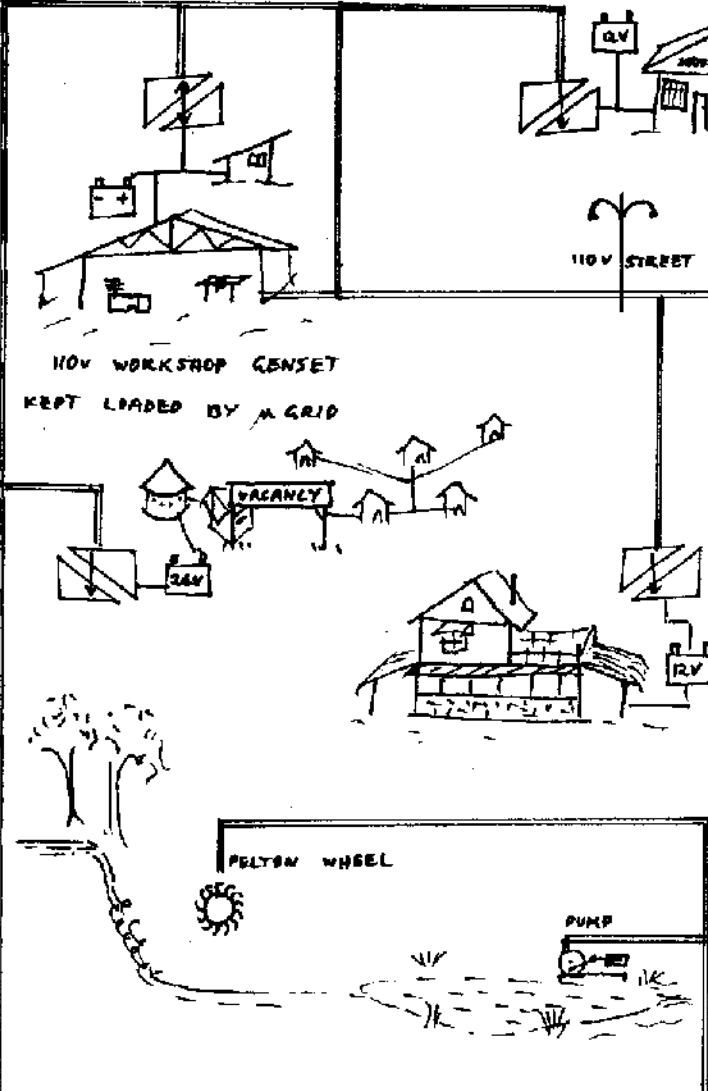 12V
- +
110V STREET
110V WORKSHOP GENSET
KEPT LOADED BY µ GRID
VACANCY
24V
12V
PELTON WHEEL
PUMP